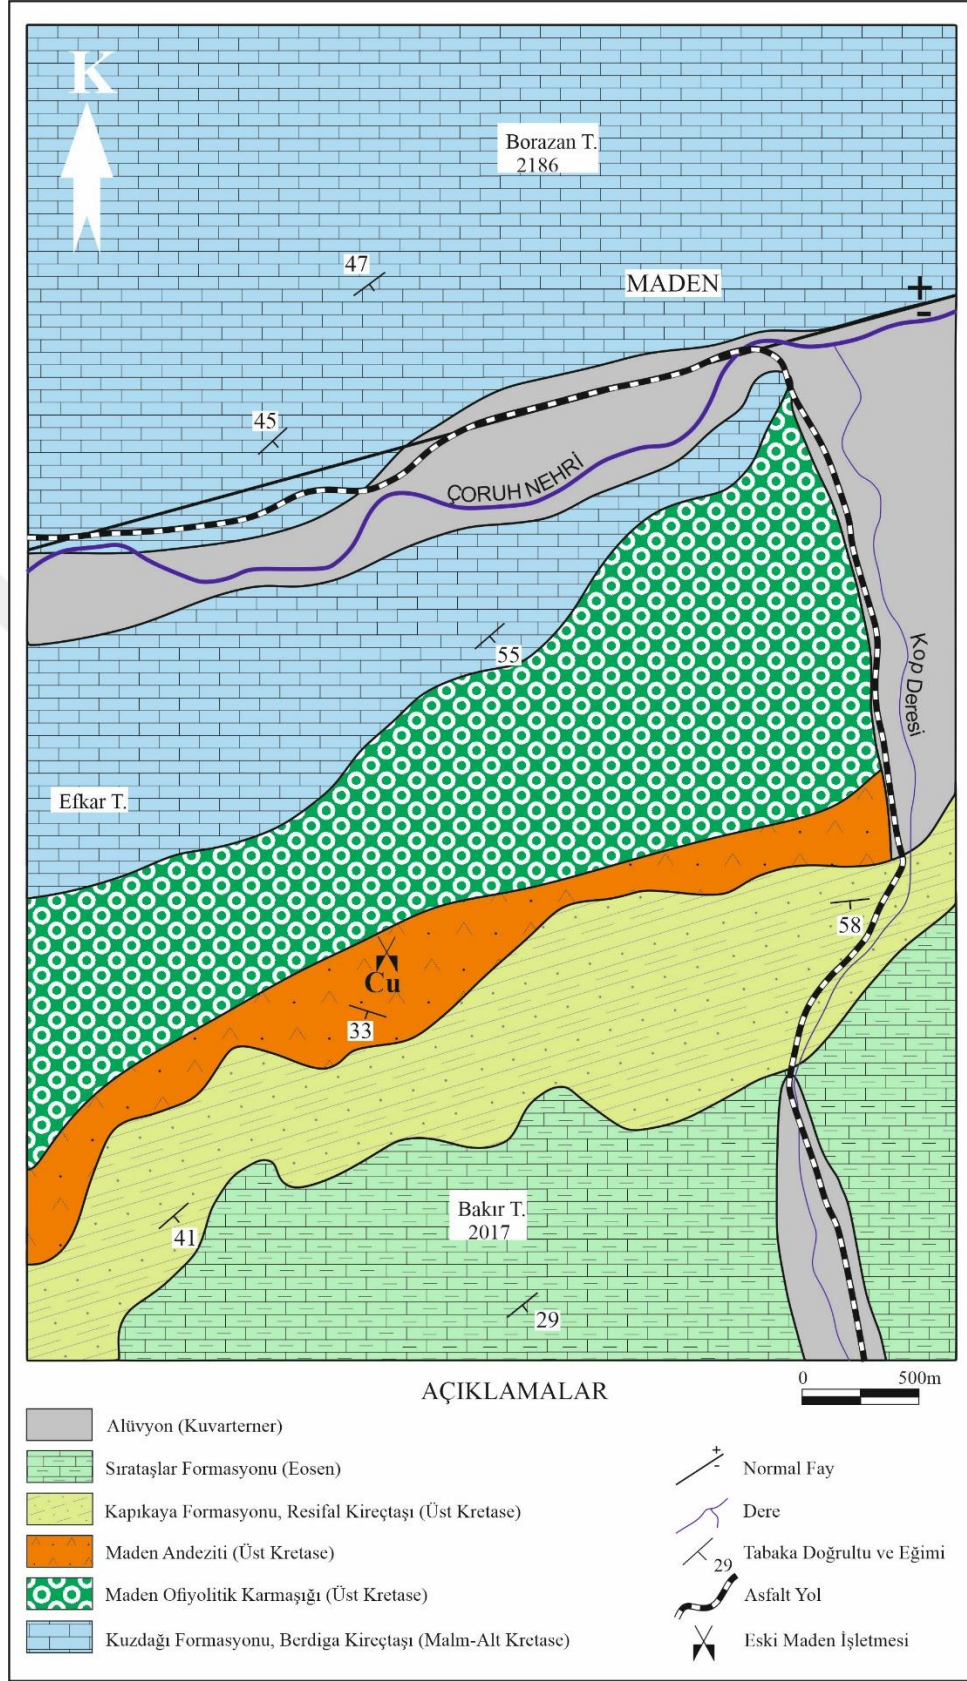 K
Borazan T.
2186
47
MADEN
+
-
45
ÇORUH NEHRİ
55
Kop Deresi
Efkar T.
58
Cu
33
Bakır T.
2017
41
29
AÇIKLAMALAR
0 500m
Alüvyon (Kuvarterner)
Sırataşlar Formasyonu (Eosen)
Kapıkaya Formasyonu, Resifal Kireçtaşı (Üst Kretase)
Maden Andeziti (Üst Kretase)
Maden Ofiyolitik Karmaşığı (Üst Kretase)
Kuzdağı Formasyonu, Berdiga Kireçtaşı (Malm-Alt Kretase)
+
-
Normal Fay
Dere
29 Tabaka Doğrultu ve Eğimi
Asfalt Yol
Eski Maden İşletmesi